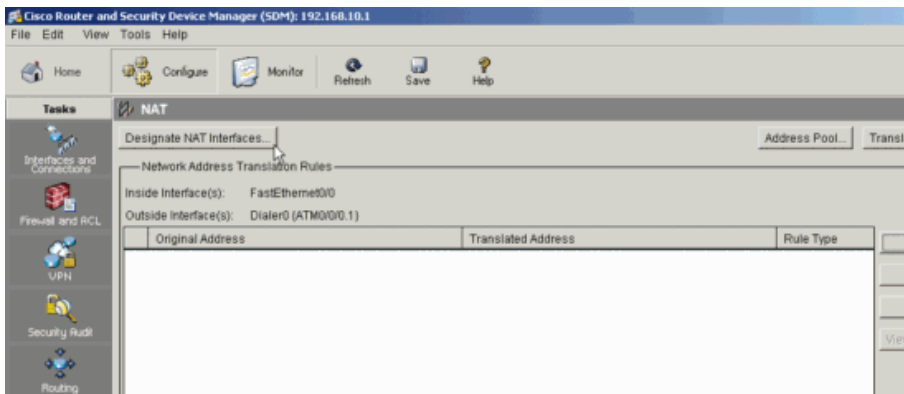 Cisco Router and Security Device Manager (SDM): 192.168.10.1
File Edit View Tools Help
Home Configure Monitor Refresh Save Help
Tasks NAT
Designate NAT Interfaces... Address Pool... Transl
Interfaces and Connections
Network Address Translation Rules
Inside Interface(s): FastEthernet0/0
Firewall and ACL
Outside Interface(s): Dialer0 (ATM0/0/0.1)
Original Address Translated Address Rule Type
VPN
Security Audit
Vie
Routing